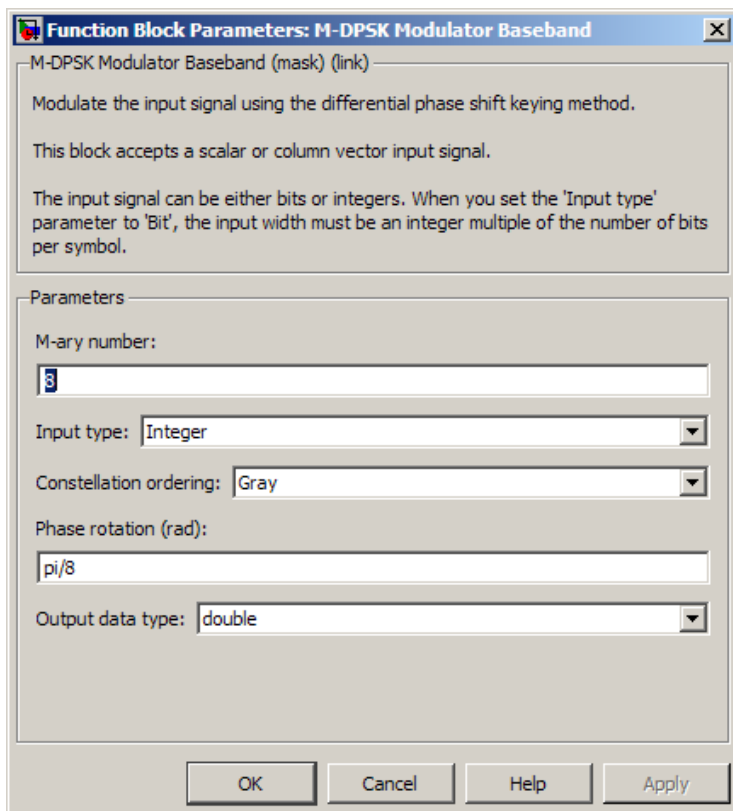 Function Block Parameters: M-DPSK Modulator Baseband
M-DPSK Modulator Baseband (mask) (link)
Modulate the input signal using the differential phase shift keying method.
This block accepts a scalar or column vector input signal.
The input signal can be either bits or integers. When you set the 'Input type'
parameter to 'Bit', the input width must be an integer multiple of the number of bits
per symbol.
Parameters
M-ary number:
8
Input type: Integer
Constellation ordering: Gray
Phase rotation (rad):
pi/8
Output data type: double
OK Cancel Help Apply